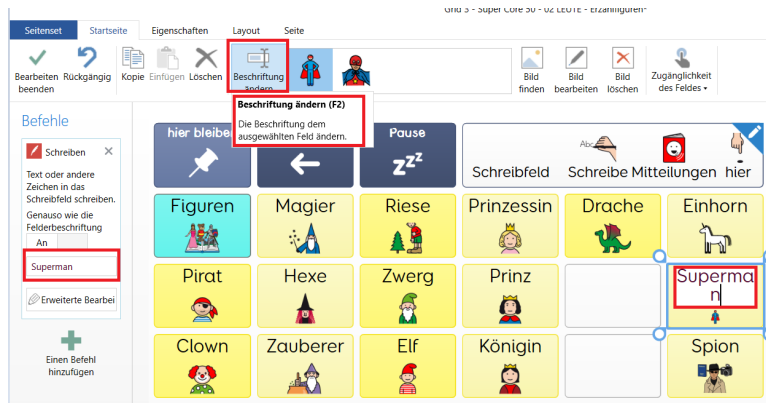 Grid 3 - Super Core 50 - 02 LEUTE - Erzählfiguren*
Seitenset Startseite Eigenschaften Layout Seite
Bearbeiten beenden
Rückgängig
Kopie
Einfügen
Löschen
Beschriftung ändern
Bild finden
Bild bearbeiten
Bild löschen
Zugänglichkeit des Feldes
Beschriftung ändern (F2)
Die Beschriftung dem
ausgewählten Feld ändern.
Befehle
Schreiben
Text oder andere
Zeichen in das
Schreibfeld schreiben.
Genauso wie die
Felderbeschriftung
An
Superman
Erweiterte Bearbei
Einen Befehl
hinzufügen
hier bleibe
Pause
zzz
Schreibfeld
Abc
Schreibe Mitteilungen hier
Figuren Magier Riese Prinzessin Drache Einhorn
Pirat Hexe Zwerg Prinz Superma
n
Clown Zauberer Elf Königin Spion